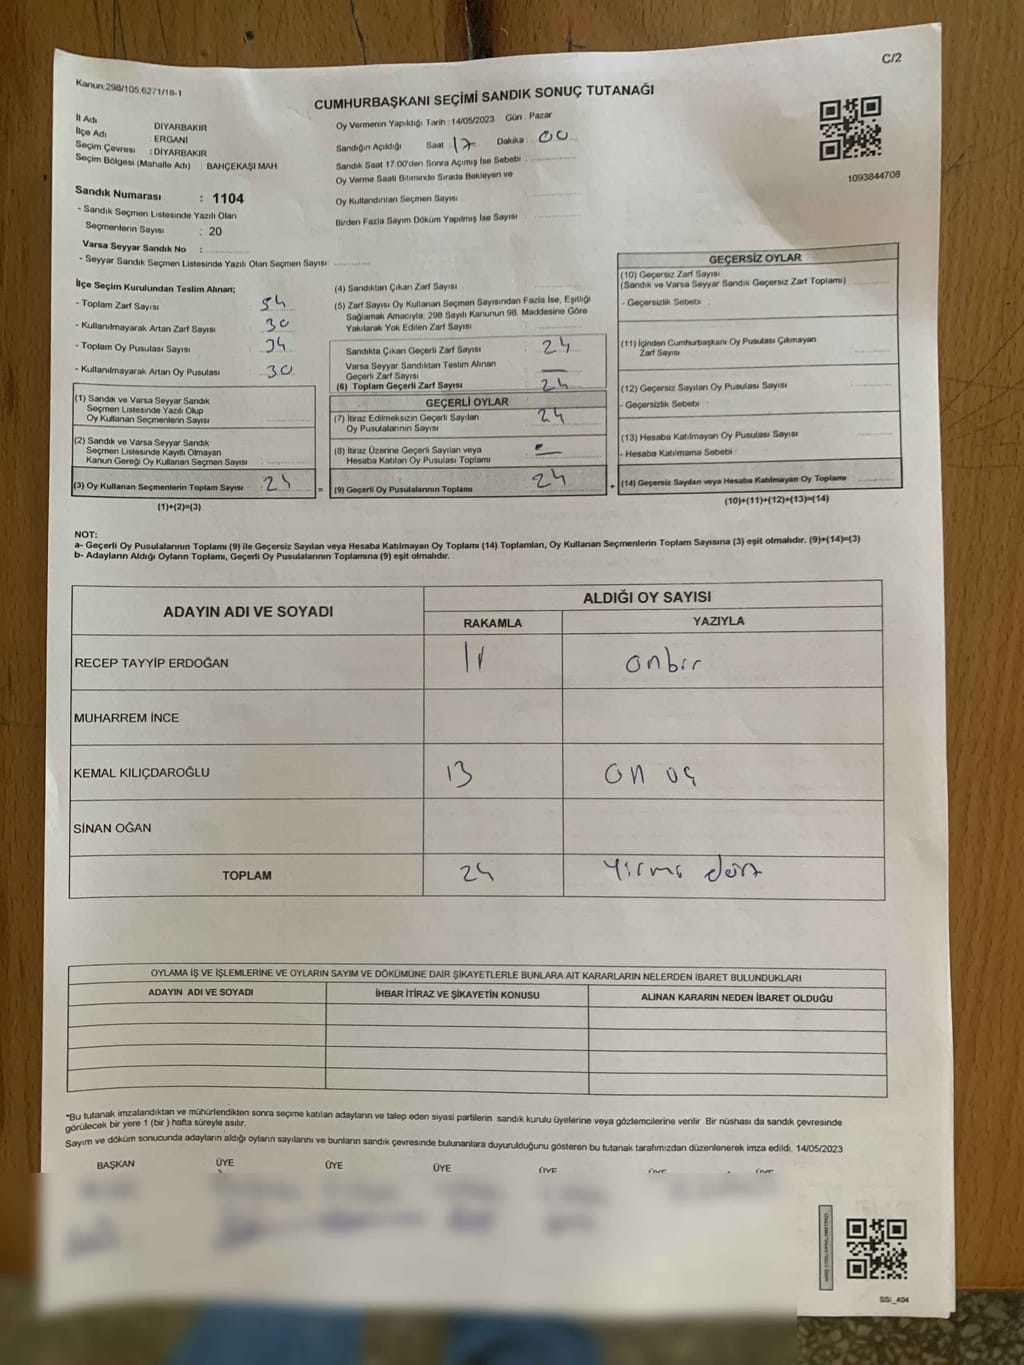 C/2
Kanun;298/105,6271/18-1
CUMHURBAŞKANI SEÇİMİ SANDIK SONUÇ TUTANAĞI
İl Adı : DİYARBAKIR
İlçe Adı : ERGANİ
Seçim Çevresi : DİYARBAKIR
Seçim Bölgesi (Mahalle Adı) : BAHÇEKAŞI MAH.
Oy Vermenin Yapıldığı Tarih : 14/05/2023 Gün : Pazar
Sandığın Açıldığı Saat 17 Dakika : 00
Sandık Saat 17.00'den Sonra Açımış İse Sebebi :
Oy Verme Saati Bitiminde Sırada Bekleyen ve
Oy Kullandırılan Seçmen Sayısı
Birden Fazla Sayım Döküm Yapılmış İse Sayısı
1093844708
Sandık Numarası : 1104
- Sandık Seçmen Listesinde Yazılı Olan
Seçmenlerin Sayısı : 20
Varsa Seyyar Sandık No :
- Seyyar Sandık Seçmen Listesinde Yazılı Olan Seçmen Sayısı:
İlçe Seçim Kurulundan Teslim Alınan;
- Toplam Zarf Sayısı : 54
- Kullanılmayarak Artan Zarf Sayısı : 30
- Toplam Oy Pusulası Sayısı : 54
- Kullanılmayarak Artan Oy Pusulası : 30
(1) Sandık ve Varsa Seyyar Sandık
Seçmen Listesinde Yazılı Olup
Oy Kullanan Seçmenlerin Sayısı
(2) Sandık ve Varsa Seyyar Sandık
Seçmen Listesinde Kayıtlı Olmayan
Kanun Gereği Oy Kullanan Seçmen Sayısı
(3) Oy Kullanan Seçmenlerin Toplam Sayısı : 24
(1)+(2)=(3)
(4) Sandıktan Çıkan Zarf Sayısı
(5) Zarf Sayısı Oy Kullanan Seçmen Sayısından Fazla İse, Eşitliği
Sağlamak Amacıyla; 298 Sayılı Kanunun 98. Maddesine Göre
Yakılarak Yok Edilen Zarf Sayısı
Sandıkta Çıkan Geçerli Zarf Sayısı 24
Varsa Seyyar Sandıktan Teslim Alınan
Geçerli Zarf Sayısı —
(6) Toplam Geçerli Zarf Sayısı 24
GEÇERLİ OYLAR
(7) İtiraz Edilmeksizin Geçerli Sayılan
Oy Pusulalarının Sayısı 24
(8) İtiraz Üzerine Geçerli Sayılan veya
Hesaba Katılan Oy Pusulası Toplamı —
= (9) Geçerli Oy Pusulalarının Toplamı 24 +
GEÇERSİZ OYLAR
(10) Geçersiz Zarf Sayısı
(Sandık ve Varsa Seyyar Sandık Geçersiz Zarf Toplamı)
- Geçersizlik Sebebi :
(11) İçinden Cumhurbaşkanı Oy Pusulası Çıkmayan
Zarf Sayısı
(12) Geçersiz Sayılan Oy Pusulası Sayısı
- Geçersizlik Sebebi :
(13) Hesaba Katılmayan Oy Pusulası Sayısı
- Hesaba Katılmama Sebebi :
(14) Geçersiz Sayılan veya Hesaba Katılmayan Oy Toplamı
(10)+(11)+(12)+(13)=(14)
NOT:
a- Geçerli Oy Pusulalarının Toplamı (9) ile Geçersiz Sayılan veya Hesaba Katılmayan Oy Toplamı (14) Toplamları, Oy Kullanan Seçmenlerin Toplam Sayısına (3) eşit olmalıdır. (9)+(14)=(3)
b- Adayların Aldığı Oyların Toplamı, Geçerli Oy Pusulalarının Toplamına (9) eşit olmalıdır.
ADAYIN ADI VE SOYADI ALDIĞI OY SAYISI
RAKAMLA YAZIYLA
RECEP TAYYİP ERDOĞAN 11 onbir
MUHARREM İNCE
KEMAL KILIÇDAROĞLU 13 on üç
SİNAN OĞAN
TOPLAM 24 Yirmi dört
OYLAMA İŞ VE İŞLEMLERİNE VE OYLARIN SAYIM VE DÖKÜMÜNE DAİR ŞİKAYETLERLE BUNLARA AİT KARARLARIN NELERDEN İBARET BULUNDUKLARI
ADAYIN ADI VE SOYADI İHBAR İTİRAZ VE ŞİKAYETİN KONUSU ALINAN KARARIN NEDEN İBARET OLDUĞU
*Bu tutanak imzalandıktan ve mühürlendikten sonra seçime katılan adayların ve talep eden siyasi partilerin sandık kurulu üyelerine veya gözlemcilerine verilir. Bir nüshası da sandık çevresinde
görülecek bir yere 1 (bir ) hafta süreyle asılır.
Sayım ve döküm sonucunda adayların aldığı oyların sayılarını ve bunların sandık çevresinde bulunanlara duyurulduğunu gösteren bu tutanak tarafımızdan düzenlenerek imza edildi. 14/05/2023
BAŞKAN ÜYE ÜYE ÜYE ÜYE ÜYE ÜYE
SSI_404